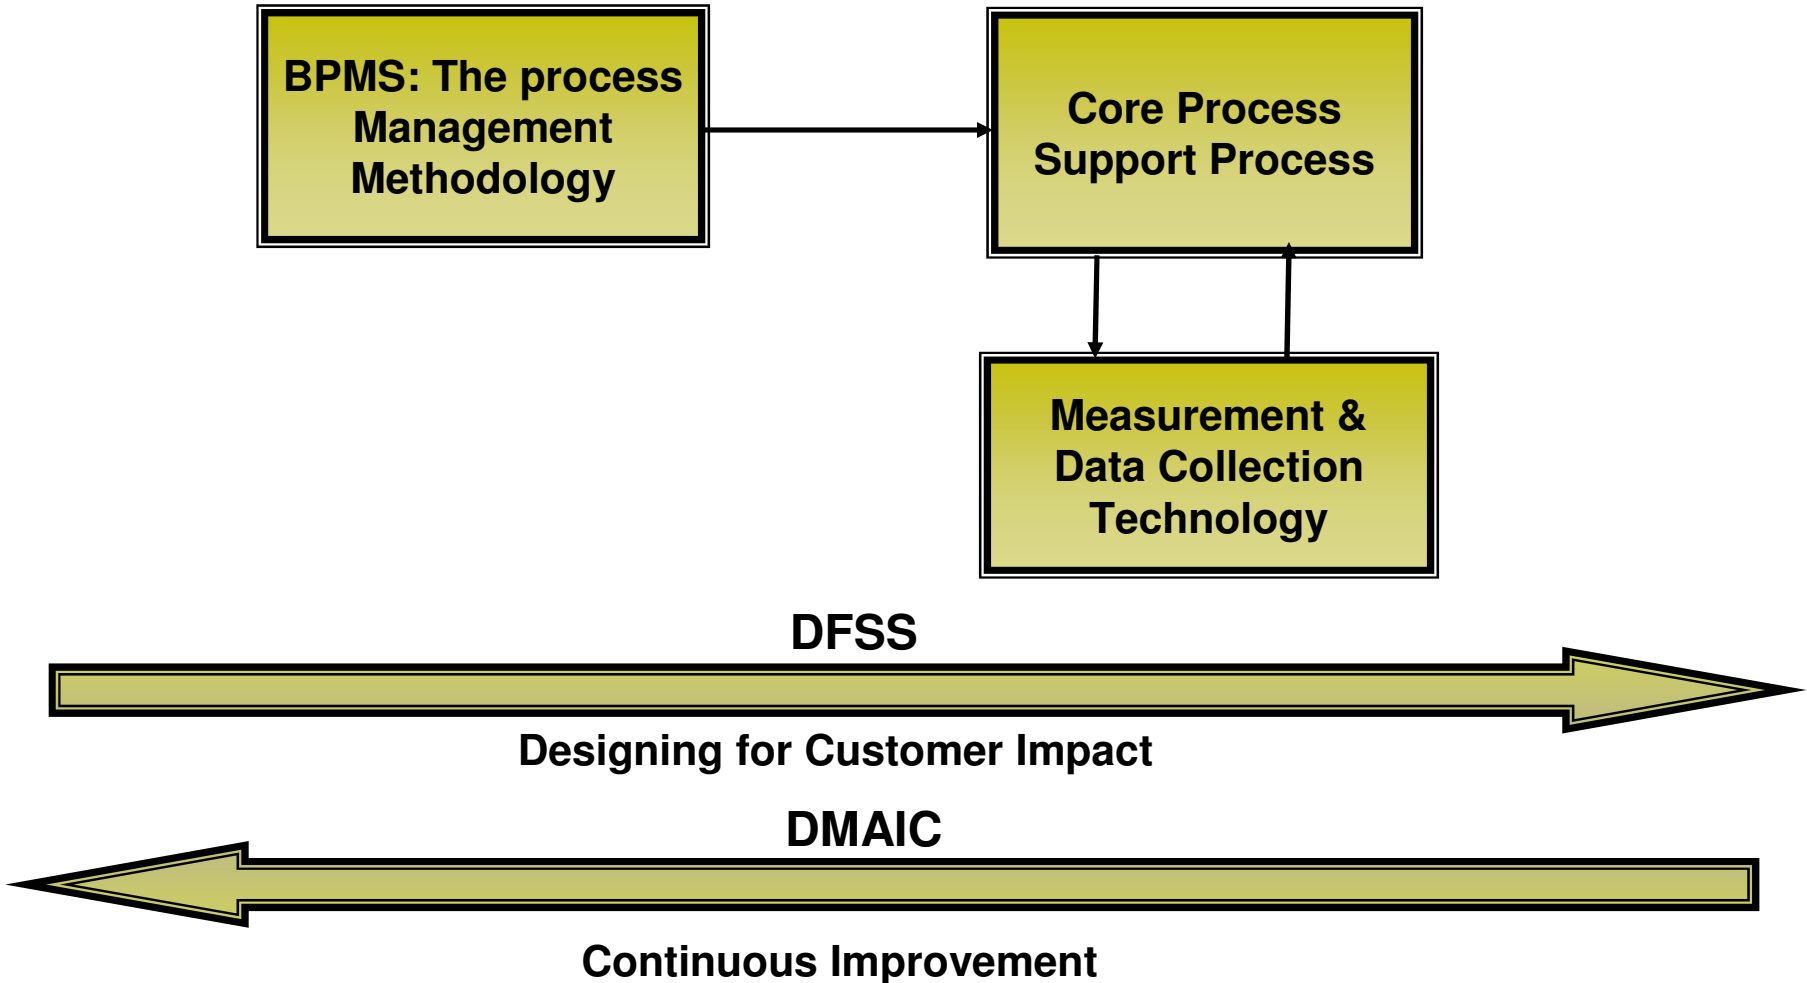 BPMS: The process
Management
Methodology
Core Process
Support Process
Measurement &
Data Collection
Technology
DFSS
Designing for Customer Impact
DMAIC
Continuous Improvement